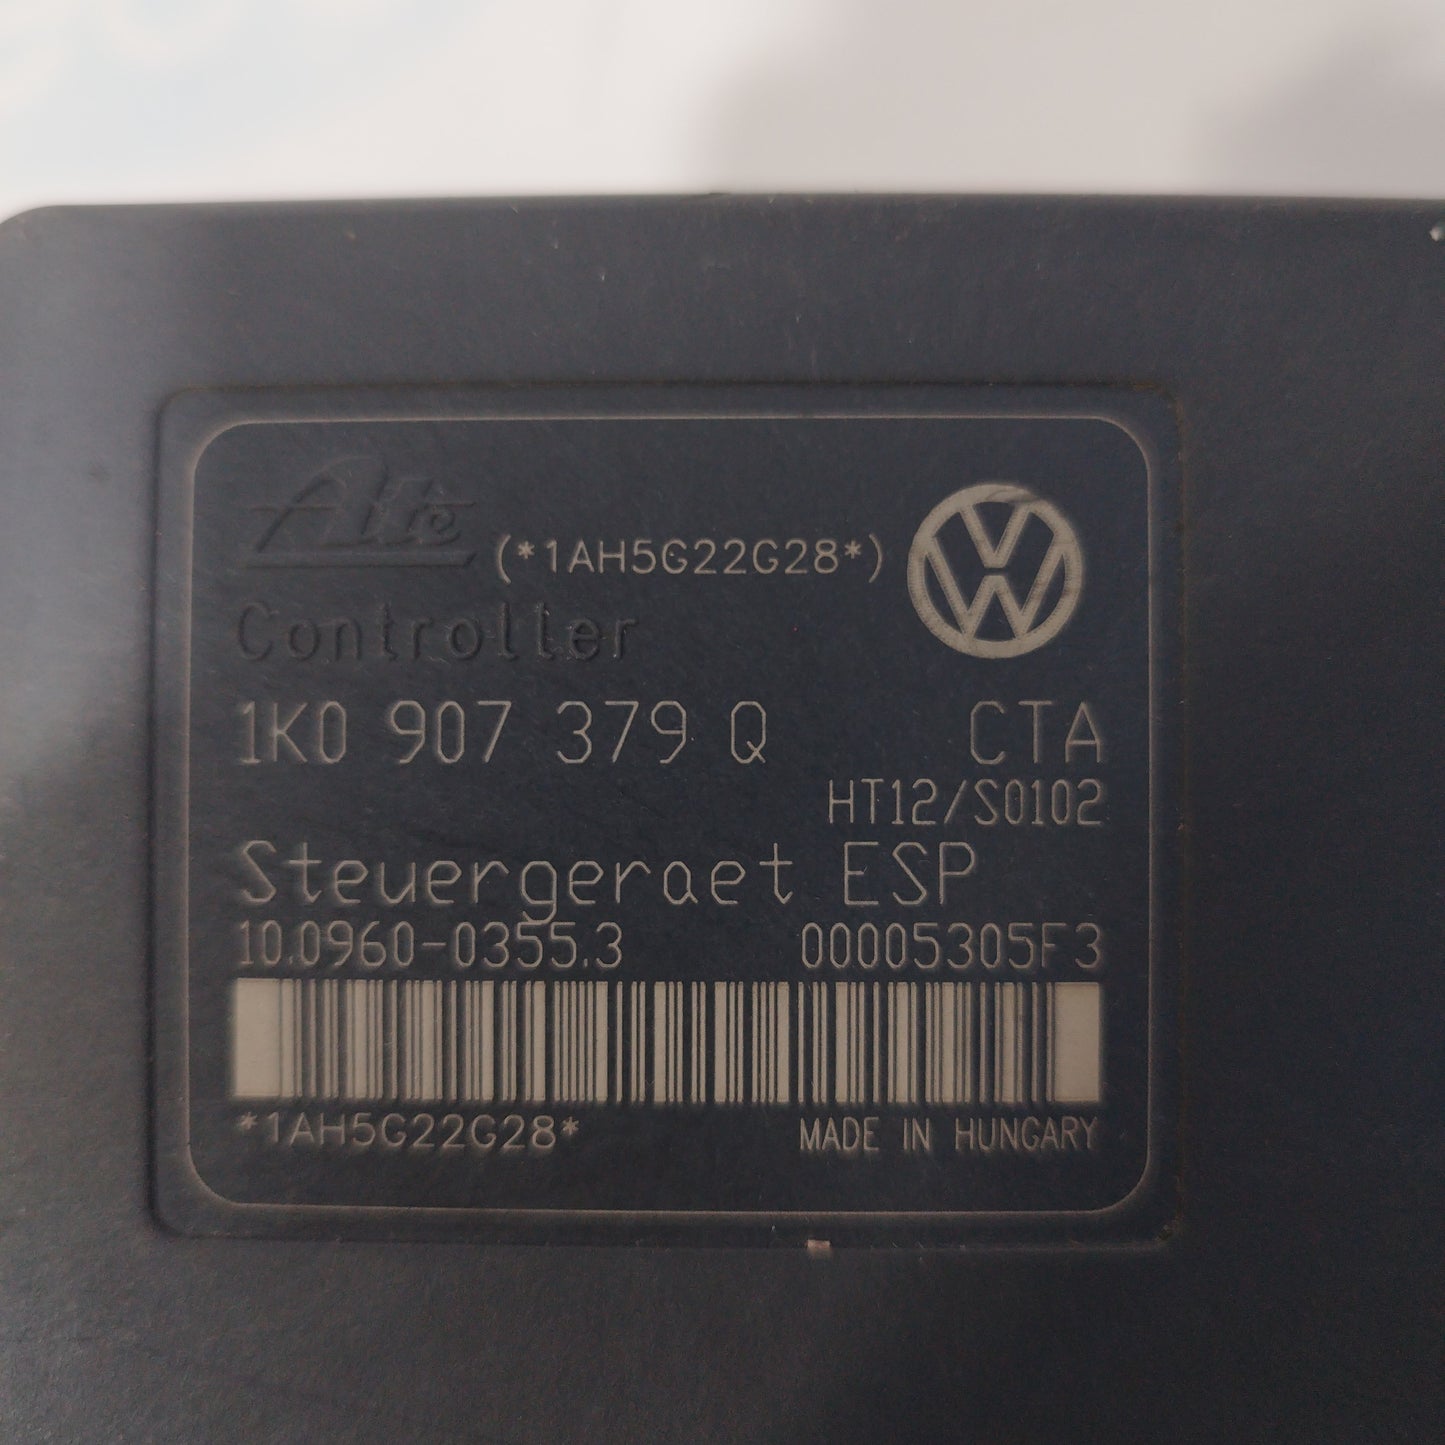 Ate
(*1AH5G22G28*)
Controller
1K0 907 379 Q CTA
HT12/S0102
Steuergeraet ESP
10.0960-0355.3 00005305F3
*1AH5G22G28* MADE IN HUNGARY